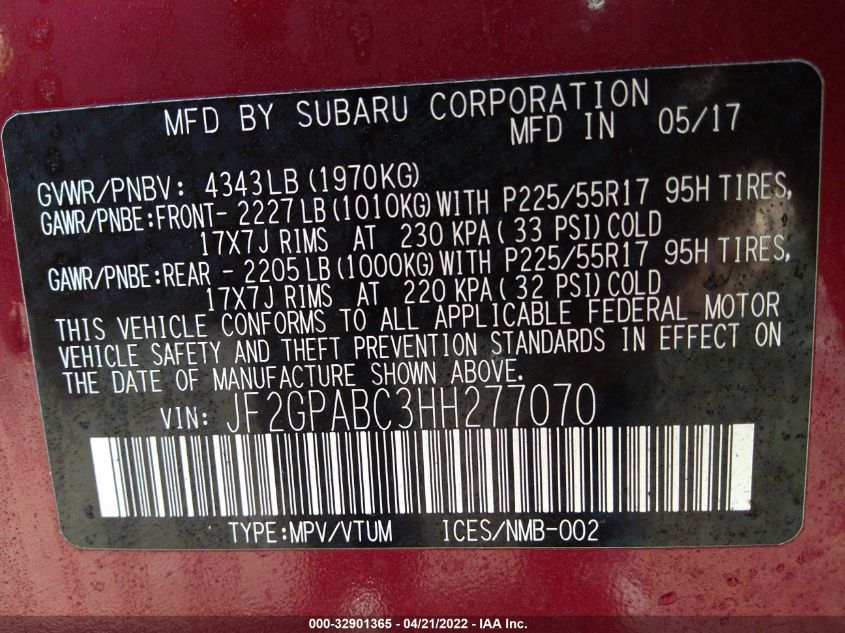 MFD BY SUBARU CORPORATION
MFD IN 05/17
GVWR/PNBV: 4343LB (1970KG)
GAWR/PNBE:FRONT- 2227 LB (1010KG) WITH P225/55R17 95H TIRES,
17X7J RIMS AT 230 KPA ( 33 PSI) COLD
GAWR/PNBE:REAR - 2205 LB (1000KG) WITH P225/55R17 95H TIRES,
17X7J RIMS AT 220 KPA ( 32 PSI) COLD
THIS VEHICLE CONFORMS TO ALL APPLICABLE FEDERAL MOTOR
VEHICLE SAFETY AND THEFT PREVENTION STANDARDS IN EFFECT ON
THE DATE OF MANUFACTURE SHOWN ABOVE.
VIN: JF2GPABC3HH277070
TYPE:MPV/VTUM ICES/NMB-002
000-32901365 - 04/21/2022 - IAA Inc.